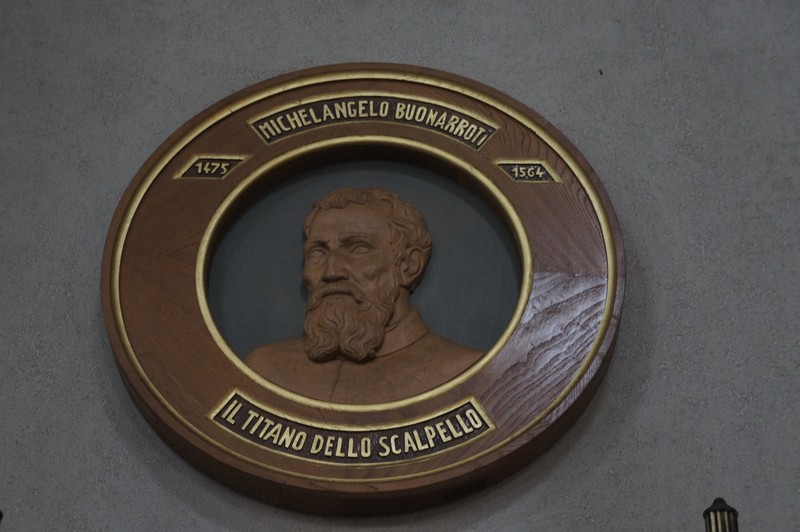 MICHELANGELO BUONARROTI
1475
1564
IL TITANO DELLO SCALPELLO